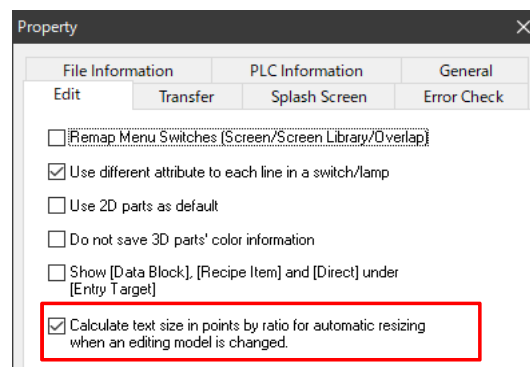 Property
File Information PLC Information General
Edit Transfer Splash Screen Error Check
Remap Menu Switches (Screen/Screen Library/Overlap)
Use different attribute to each line in a switch/lamp
Use 2D parts as default
Do not save 3D parts' color information
Show [Data Block], [Recipe Item] and [Direct] under
[Entry Target]
Calculate text size in points by ratio for automatic resizing
when an editing model is changed.